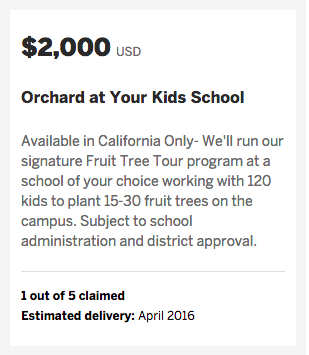 $2,000 USD
Orchard at Your Kids School
Available in California Only- We'll run our
signature Fruit Tree Tour program at a
school of your choice working with 120
kids to plant 15-30 fruit trees on the
campus. Subject to school
administration and district approval.
1 out of 5 claimed
Estimated delivery: April 2016